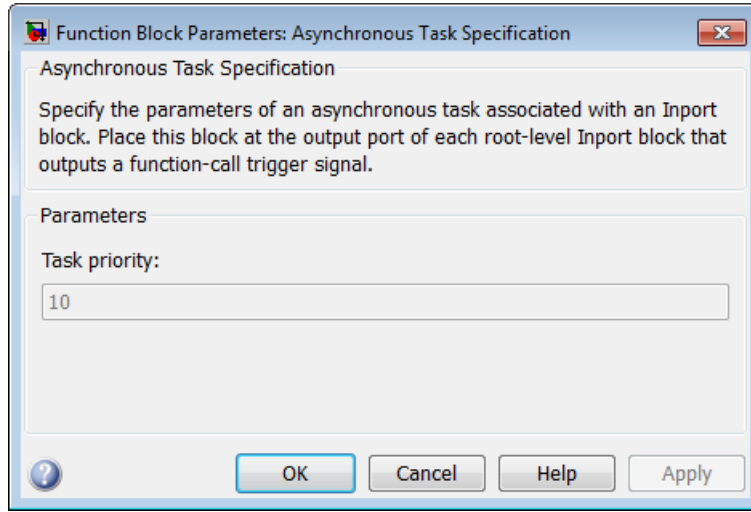 Function Block Parameters: Asynchronous Task Specification
Asynchronous Task Specification
Specify the parameters of an asynchronous task associated with an Inport
block. Place this block at the output port of each root-level Inport block that
outputs a function-call trigger signal.
Parameters
Task priority:
10
OK Cancel Help Apply